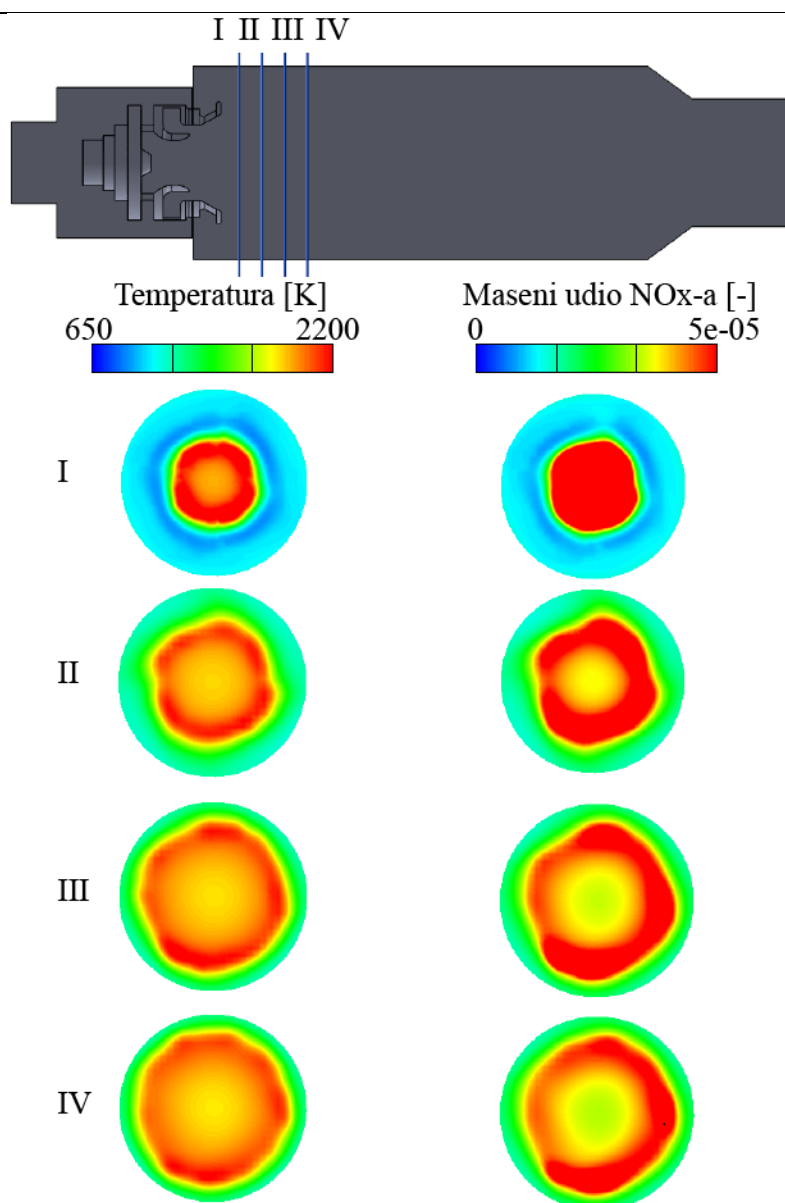 I II III IV
Temperatura [K]
650 2200
Maseni udio NOx-a [-]
0 5e-05
I
II
III
IV